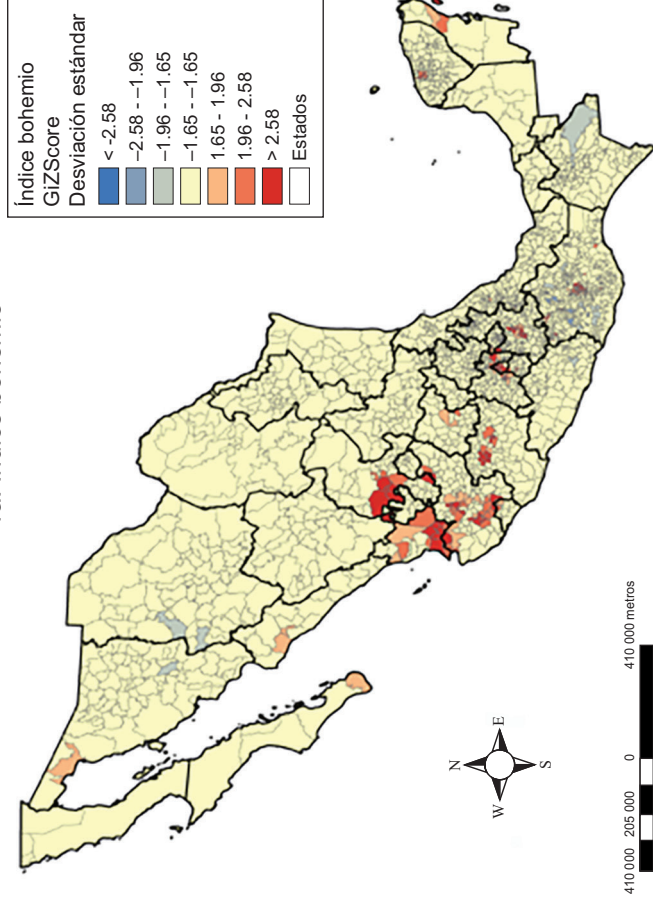 Índice bohemio
GiZScore
Desviación estándar
< -2.58
-2.58 - –1.96
-1.96 - –1.65
–1.65 - –1.65
1.65 - 1.96
1.96 - 2.58
> 2.58
Estados
N
W
E
S
410 000
205 000
0
410 000 metros